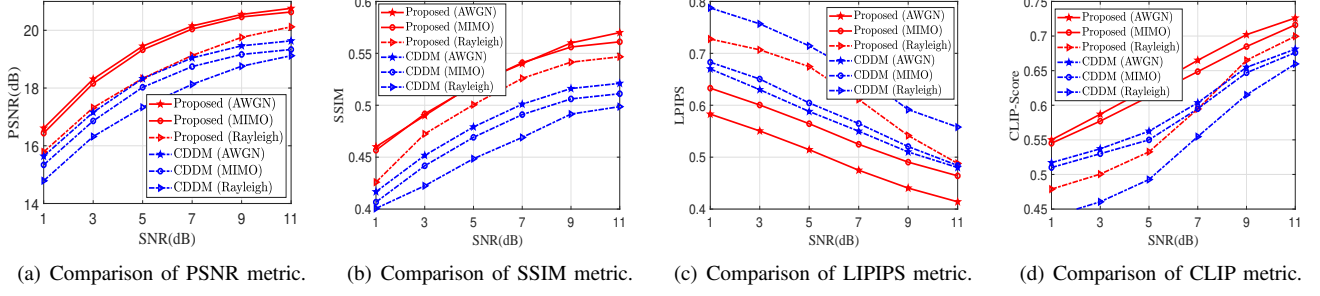 20
18
16
14
PSNR(dB)
Proposed (AWGN)
Proposed (MIMO)
Proposed (Rayleigh)
CDDM (AWGN)
CDDM (MIMO)
CDDM (Rayleigh)
1 3 5 7 9 11
SNR(dB)
(a) Comparison of PSNR metric.
0.6
0.55
0.5
0.45
0.4
SSIM
Proposed (AWGN)
Proposed (MIMO)
Proposed (Rayleigh)
CDDM (AWGN)
CDDM (MIMO)
CDDM (Rayleigh)
1 3 5 7 9 11
SNR(dB)
(b) Comparison of SSIM metric.
0.8
0.7
0.6
0.5
0.4
LPIPS
Proposed (AWGN)
Proposed (MIMO)
Proposed (Rayleigh)
CDDM (AWGN)
CDDM (MIMO)
CDDM (Rayleigh)
1 3 5 7 9 11
SNR(dB)
(c) Comparison of LIPIPS metric.
0.75
0.7
0.65
0.6
0.55
0.5
0.45
CLIP-Score
Proposed (AWGN)
Proposed (MIMO)
Proposed (Rayleigh)
CDDM (AWGN)
CDDM (MIMO)
CDDM (Rayleigh)
1 3 5 7 9 11
SNR(dB)
(d) Comparison of CLIP metric.